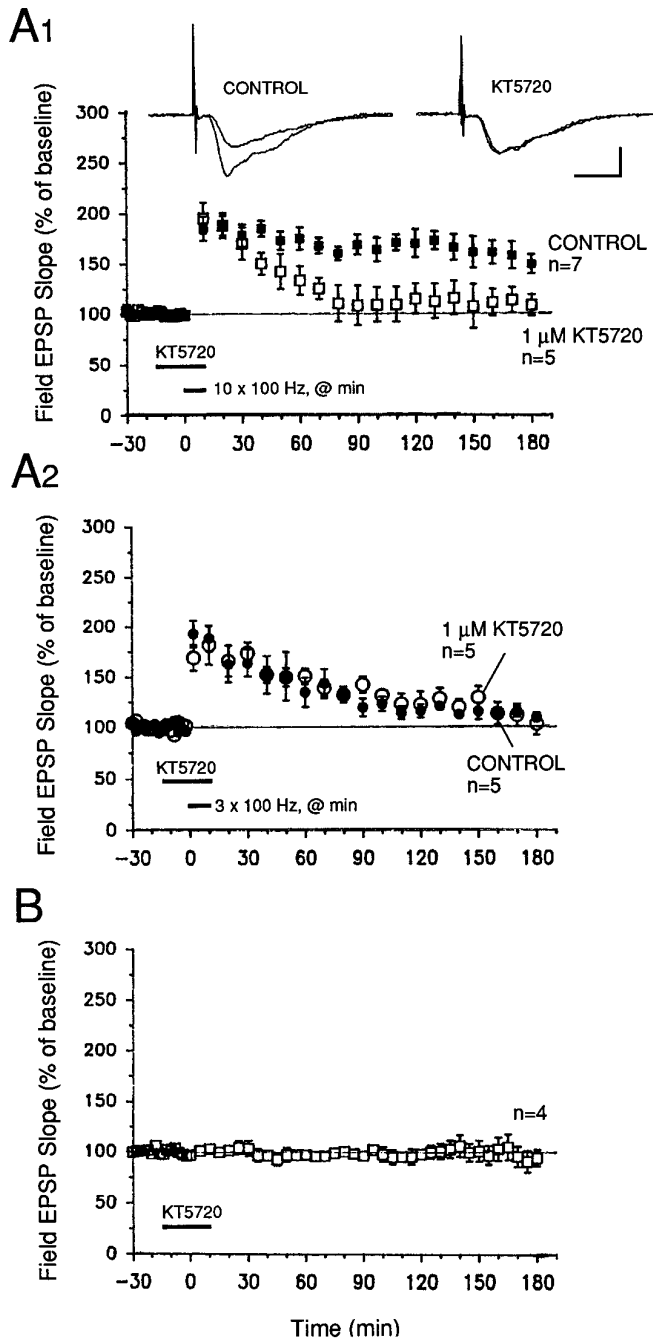 A1
CONTROL KT5720
Field EPSP Slope (% of baseline)
300
250
200
150
100
50
0
CONTROL
n=7
1 μM KT5720
n=5
KT5720
10 x 100 Hz, @ min
−30 0 30 60 90 120 150 180
A2
Field EPSP Slope (% of baseline)
300
250
200
150
100
50
0
1 μM KT5720
n=5
CONTROL
n=5
KT5720
3 x 100 Hz, @ min
−30 0 30 60 90 120 150 180
B
Field EPSP Slope (% of baseline)
300
250
200
150
100
50
0
n=4
KT5720
−30 0 30 60 90 120 150 180
Time (min)